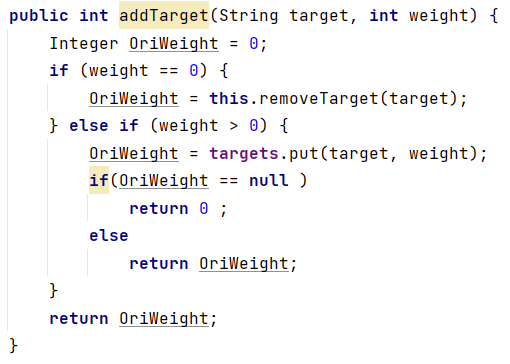 public int addTarget(String target, int weight) {
    Integer OriWeight = 0;
    if (weight == 0) {
        OriWeight = this.removeTarget(target);
    } else if (weight > 0) {
        OriWeight = targets.put(target, weight);
        if(OriWeight == null )
            return 0 ;
        else
            return OriWeight;
    }
    return OriWeight;
}